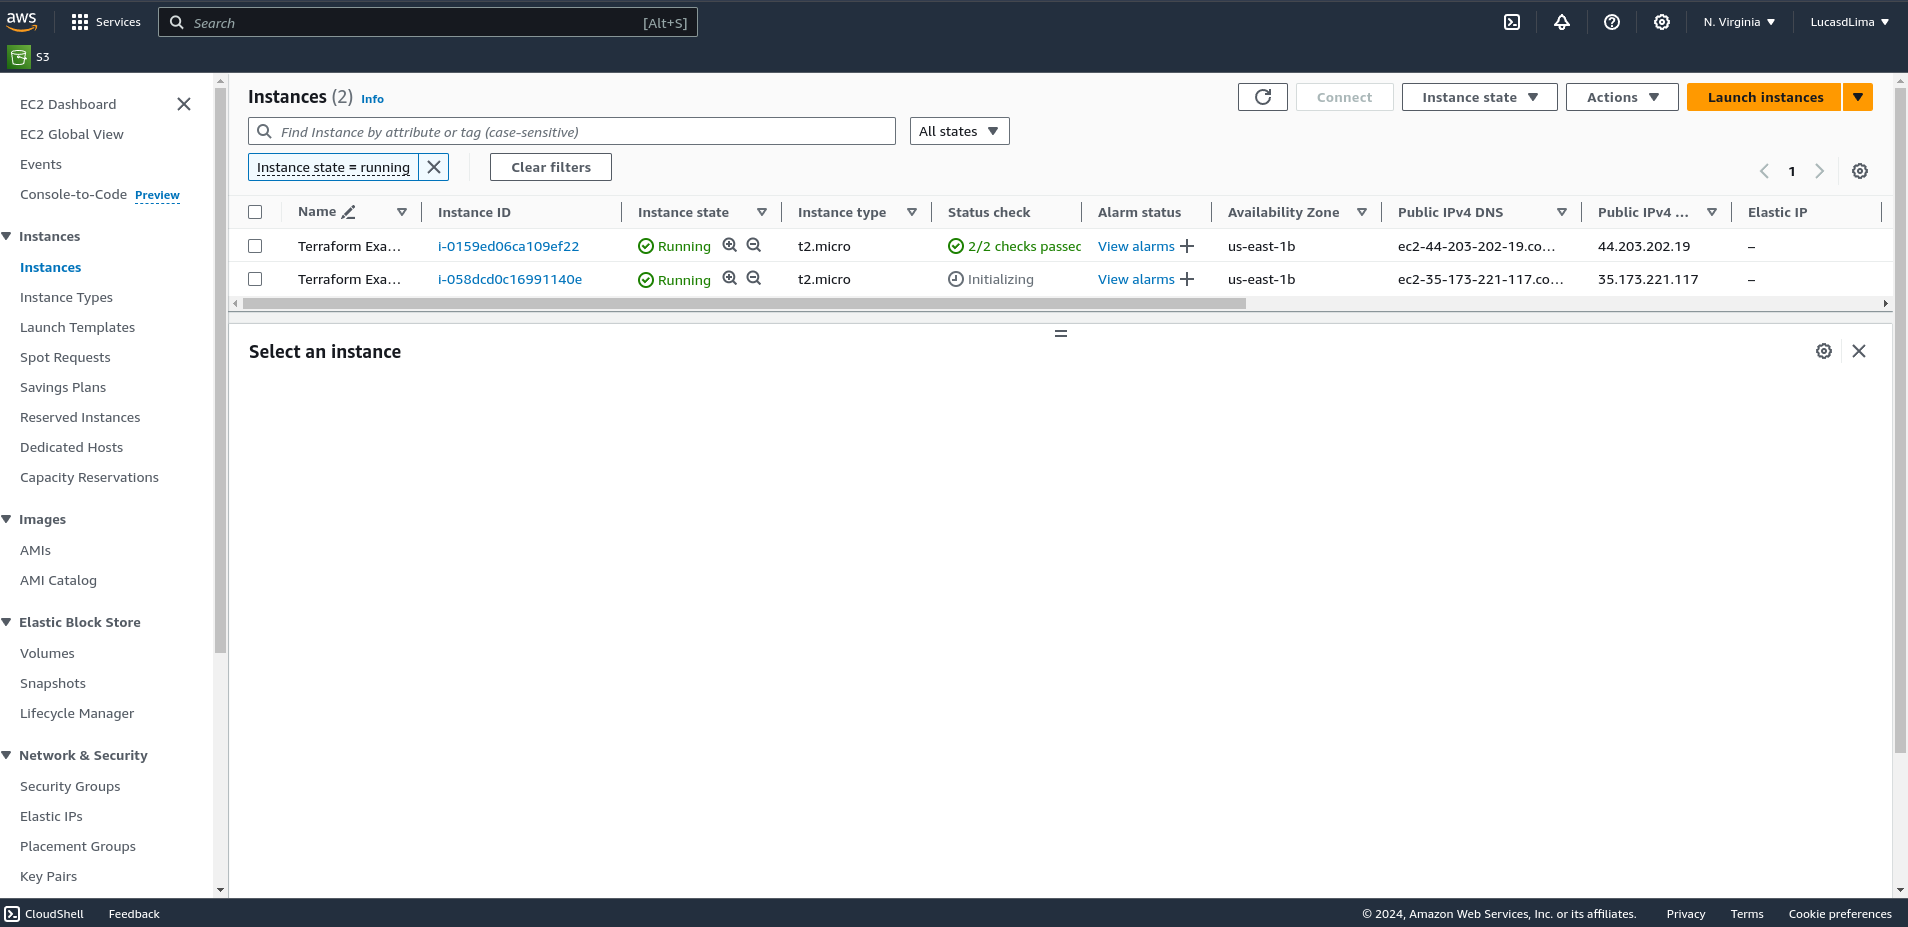 aws Services Search [Alt+S] N. Virginia LucasdLima
S3
EC2 Dashboard
EC2 Global View
Events
Console-to-Code Preview
Instances
Instances
Instance Types
Launch Templates
Spot Requests
Savings Plans
Reserved Instances
Dedicated Hosts
Capacity Reservations
Images
AMIs
AMI Catalog
Elastic Block Store
Volumes
Snapshots
Lifecycle Manager
Network & Security
Security Groups
Elastic IPs
Placement Groups
Key Pairs
Instances (2) Info Connect Instance state Actions Launch instances
Find Instance by attribute or tag (case-sensitive) All states
Instance state = running Clear filters 1
Name Instance ID Instance state Instance type Status check Alarm status Availability Zone Public IPv4 DNS Public IPv4 ... Elastic IP
Terraform Exa... i-0159ed06ca109ef22 Running t2.micro 2/2 checks passec View alarms us-east-1b ec2-44-203-202-19.co... 44.203.202.19 –
Terraform Exa... i-058dcd0c16991140e Running t2.micro Initializing View alarms us-east-1b ec2-35-173-221-117.co... 35.173.221.117 –
Select an instance
CloudShell Feedback © 2024, Amazon Web Services, Inc. or its affiliates. Privacy Terms Cookie preferences